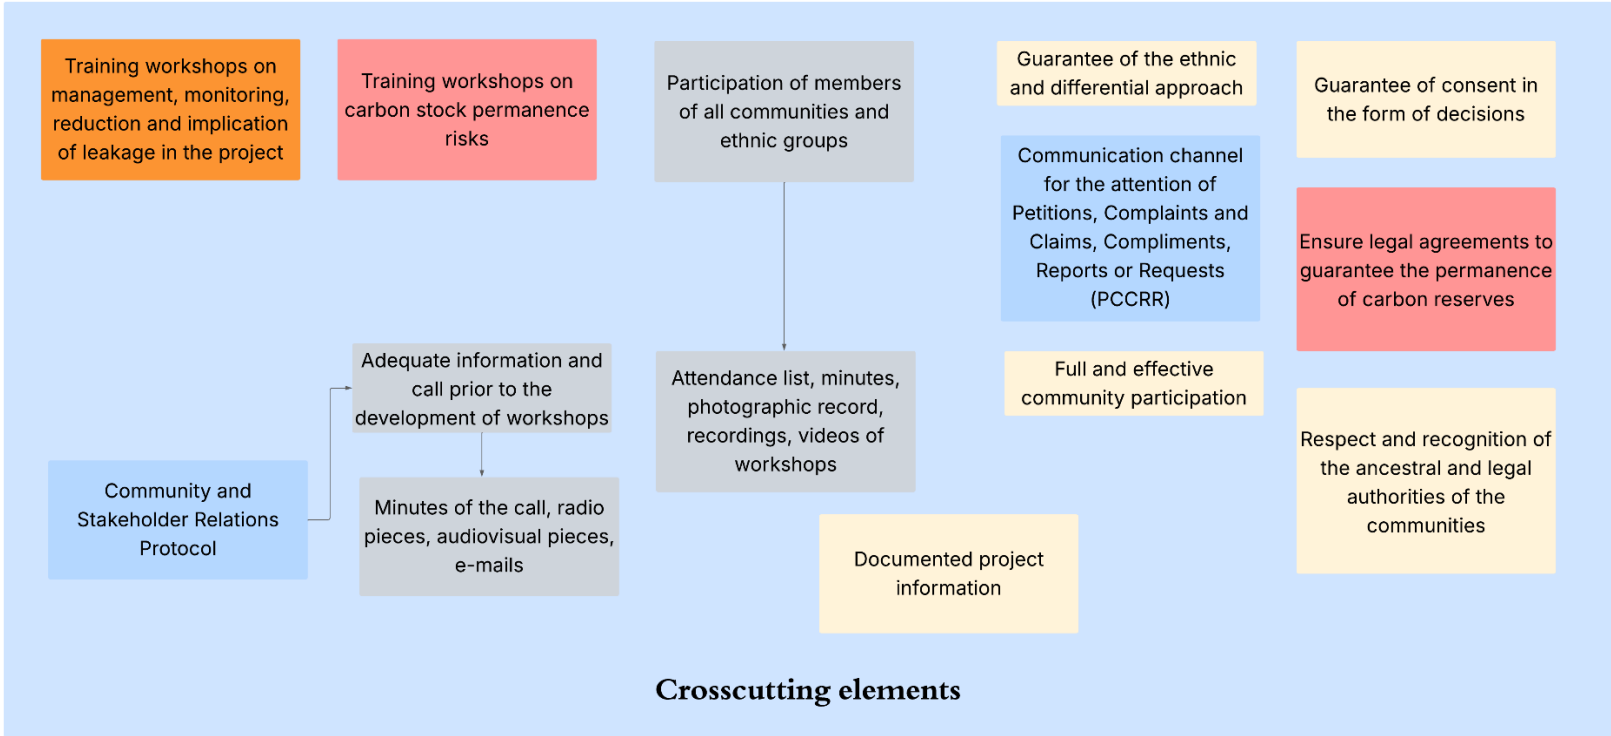 Training workshops on
management, monitoring,
reduction and implication
of leakage in the project
Training workshops on
carbon stock permanence
risks
Participation of members
of all communities and
ethnic groups
Guarantee of the ethnic
and differential approach
Guarantee of consent in
the form of decisions
Communication channel
for the attention of
Petitions, Complaints and
Claims, Compliments,
Reports or Requests
(PCCRR)
Ensure legal agreements to
guarantee the permanence
of carbon reserves
Adequate information and
call prior to the
development of workshops
Attendance list, minutes,
photographic record,
recordings, videos of
workshops
Full and effective
community participation
Respect and recognition of
the ancestral and legal
authorities of the
communities
Community and
Stakeholder Relations
Protocol
Minutes of the call, radio
pieces, audiovisual pieces,
e-mails
Documented project
information
Crosscutting elements